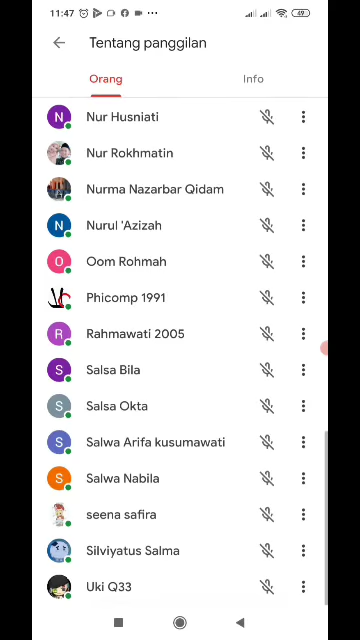 11:47
49
Tentang panggilan
Orang Info
N Nur Husniati
Nur Rokhmatin
Nurma Nazarbar Qidam
N Nurul 'Azizah
O Oom Rohmah
Phicomp 1991
R Rahmawati 2005
S Salsa Bila
S Salsa Okta
S Salwa Arifa kusumawati
S Salwa Nabila
seena safira
Silviyatus Salma
Uki Q33